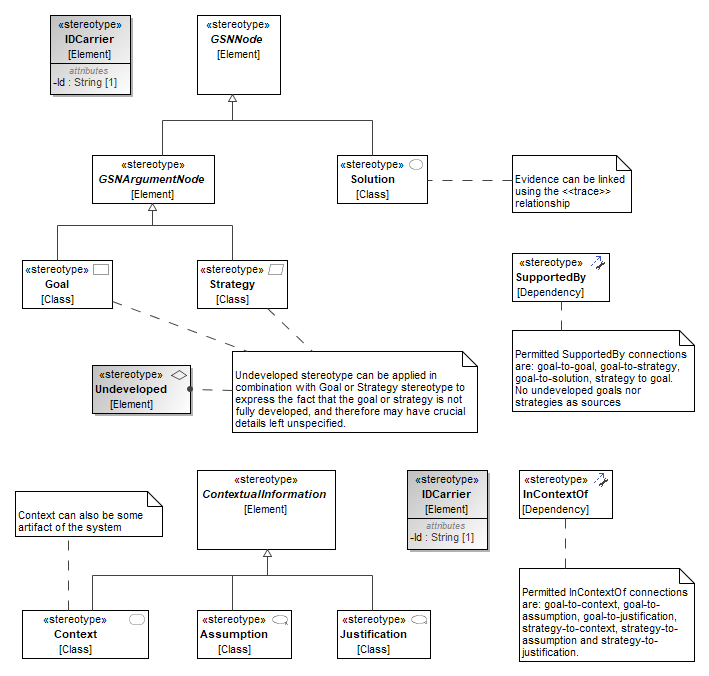 «stereotype»
IDCarrier
[Element]
attributes
-Id : String [1]
«stereotype»
GSNNode
[Element]
«stereotype»
GSNArgumentNode
[Element]
«stereotype»
Solution
[Class]
Evidence can be linked
using the <<trace>>
relationship
«stereotype»
Goal
[Class]
«stereotype»
Strategy
[Class]
«stereotype»
SupportedBy
[Dependency]
«stereotype»
Undeveloped
[Element]
Undeveloped stereotype can be applied in
combination with Goal or Strategy stereotype to
express the fact that the goal or strategy is not
fully developed, and therefore may have crucial
details left unspecified.
Permitted SupportedBy connections
are: goal-to-goal, goal-to-strategy,
goal-to-solution, strategy to goal.
No undeveloped goals nor
strategies as sources
Context can also be some
artifact of the system
«stereotype»
ContextualInformation
[Element]
«stereotype»
IDCarrier
[Element]
attributes
-Id : String [1]
«stereotype»
InContextOf
[Dependency]
«stereotype»
Context
[Class]
«stereotype»
Assumption
[Class]
«stereotype»
Justification
[Class]
Permitted InContextOf connections
are: goal-to-context, goal-to-
assumption, goal-to-justification,
strategy-to-context, strategy-to-
assumption and strategy-to-
justification.